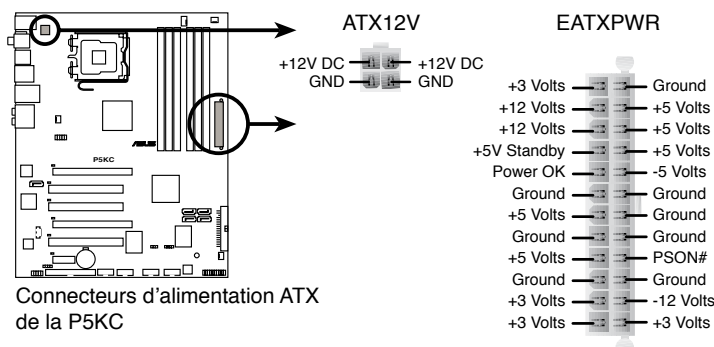 ATX12V
EATXPWR
+12V DC +12V DC
GND GND
+3 Volts Ground
+12 Volts +5 Volts
+12 Volts +5 Volts
+5V Standby +5 Volts
Power OK -5 Volts
Ground Ground
+5 Volts Ground
Ground Ground
+5 Volts PSON#
Ground Ground
+3 Volts -12 Volts
+3 Volts +3 Volts
/SUS
P5KC
Connecteurs d’alimentation ATX
de la P5KC